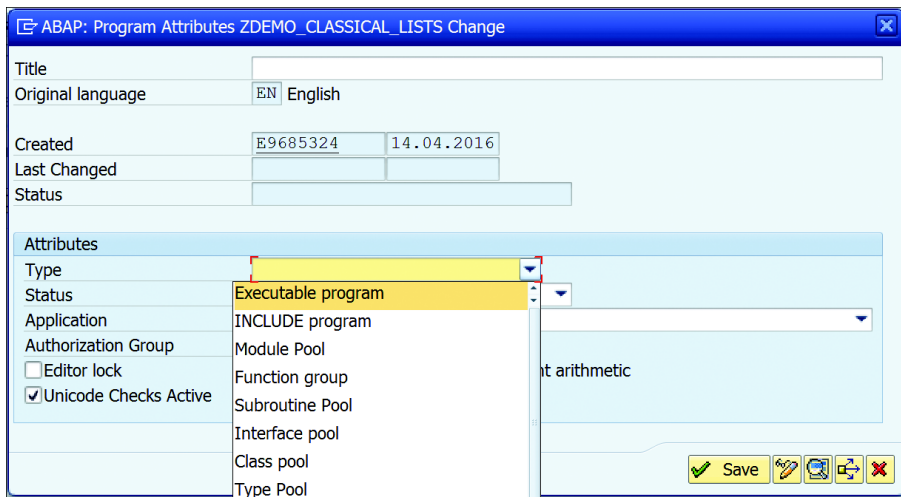 ABAP: Program Attributes ZDEMO_CLASSICAL_LISTS Change
Title
Original language EN English
Created E9685324 14.04.2016
Last Changed
Status
Attributes
Type
Executable program
Status
INCLUDE program
Application
Module Pool
Authorization Group
Function group
Editor lock
arithmetic
Unicode Checks Active
Subroutine Pool
Interface pool
Class pool
Type Pool
Save